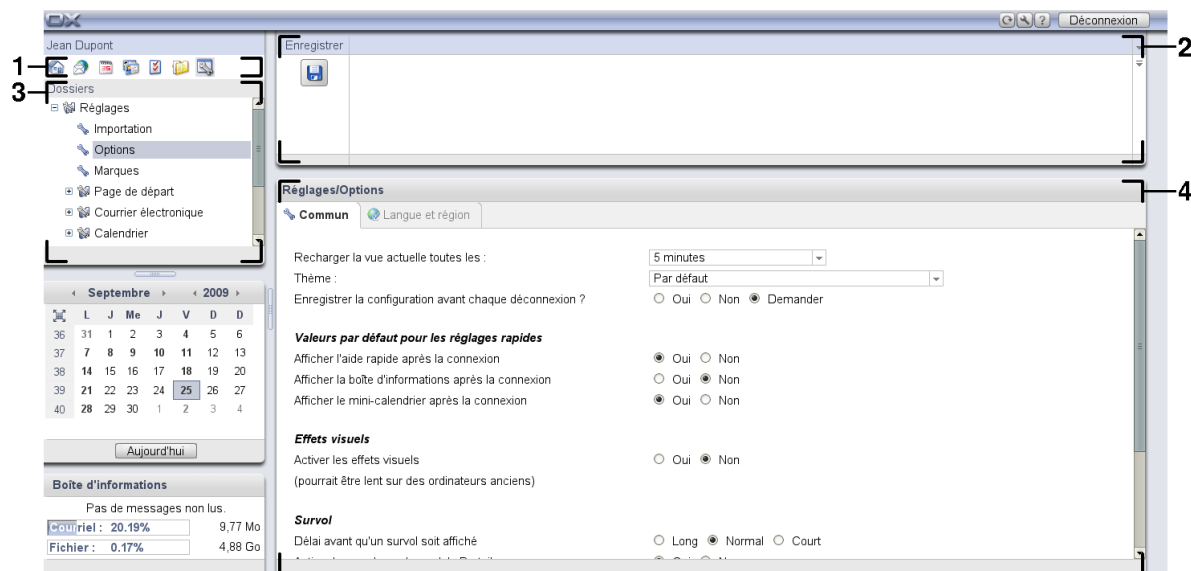 OX
? Déconnexion
Jean Dupont
1
3
Dossiers
Réglages
Importation
Options
Marques
Page de départ
Courrier électronique
Calendrier
Septembre 2009
L J Me J V D D
36 31 1 2 3 4 5 6
37 7 8 9 10 11 12 13
38 14 15 16 17 18 19 20
39 21 22 23 24 25 26 27
40 28 29 30 1 2 3 4
Aujourd'hui
Boîte d'informations
Pas de messages non lus.
Courriel : 20.19% 9,77 Mo
Fichier : 0.17% 4,88 Go
Enregistrer
2
Réglages/Options
4
Commun Langue et région
Recharger la vue actuelle toutes les : 5 minutes
Thème : Par défaut
Enregistrer la configuration avant chaque déconnexion ? Oui Non Demander
Valeurs par défaut pour les réglages rapides
Afficher l'aide rapide après la connexion Oui Non
Afficher la boîte d'informations après la connexion Oui Non
Afficher le mini-calendrier après la connexion Oui Non
Effets visuels
Activer les effets visuels Oui Non
(pourrait être lent sur des ordinateurs anciens)
Survol
Délai avant qu'un survol soit affiché Long Normal Court